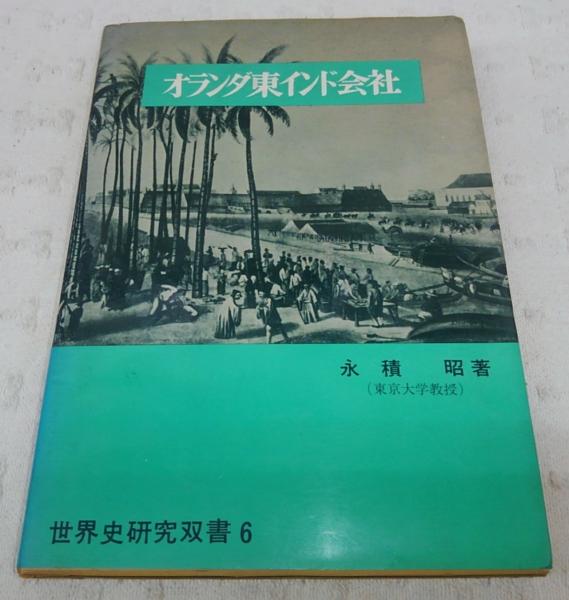 オランダ東インド会社
永積 昭著
(東京大学教授)
世界史研究双書6